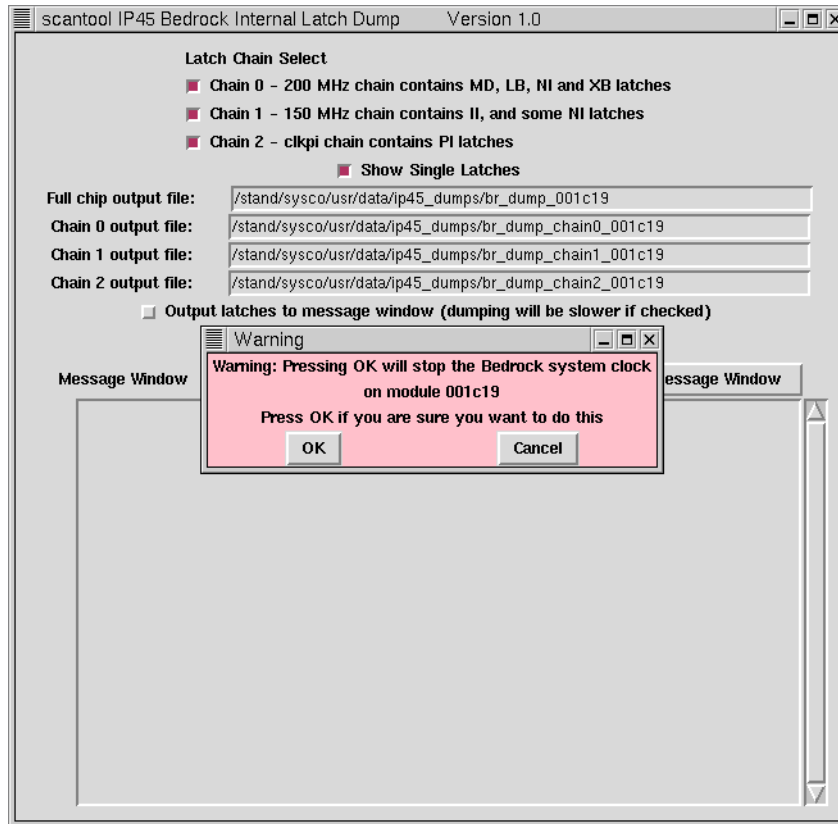 scantool IP45 Bedrock Internal Latch Dump Version 1.0
Latch Chain Select
Chain 0 - 200 MHz chain contains MD, LB, NI and XB latches
Chain 1 - 150 MHz chain contains II, and some NI latches
Chain 2 - clkpi chain contains PI latches
Show Single Latches
Full chip output file: /stand/sysco/usr/data/ip45_dumps/br_dump_001c19
Chain 0 output file: /stand/sysco/usr/data/ip45_dumps/br_dump_chain0_001c19
Chain 1 output file: /stand/sysco/usr/data/ip45_dumps/br_dump_chain1_001c19
Chain 2 output file: /stand/sysco/usr/data/ip45_dumps/br_dump_chain2_001c19
Output latches to message window (dumping will be slower if checked)
Warning
Warning: Pressing OK will stop the Bedrock system clock
on module 001c19
Press OK if you are sure you want to do this
OK Cancel
Message Window essage Window